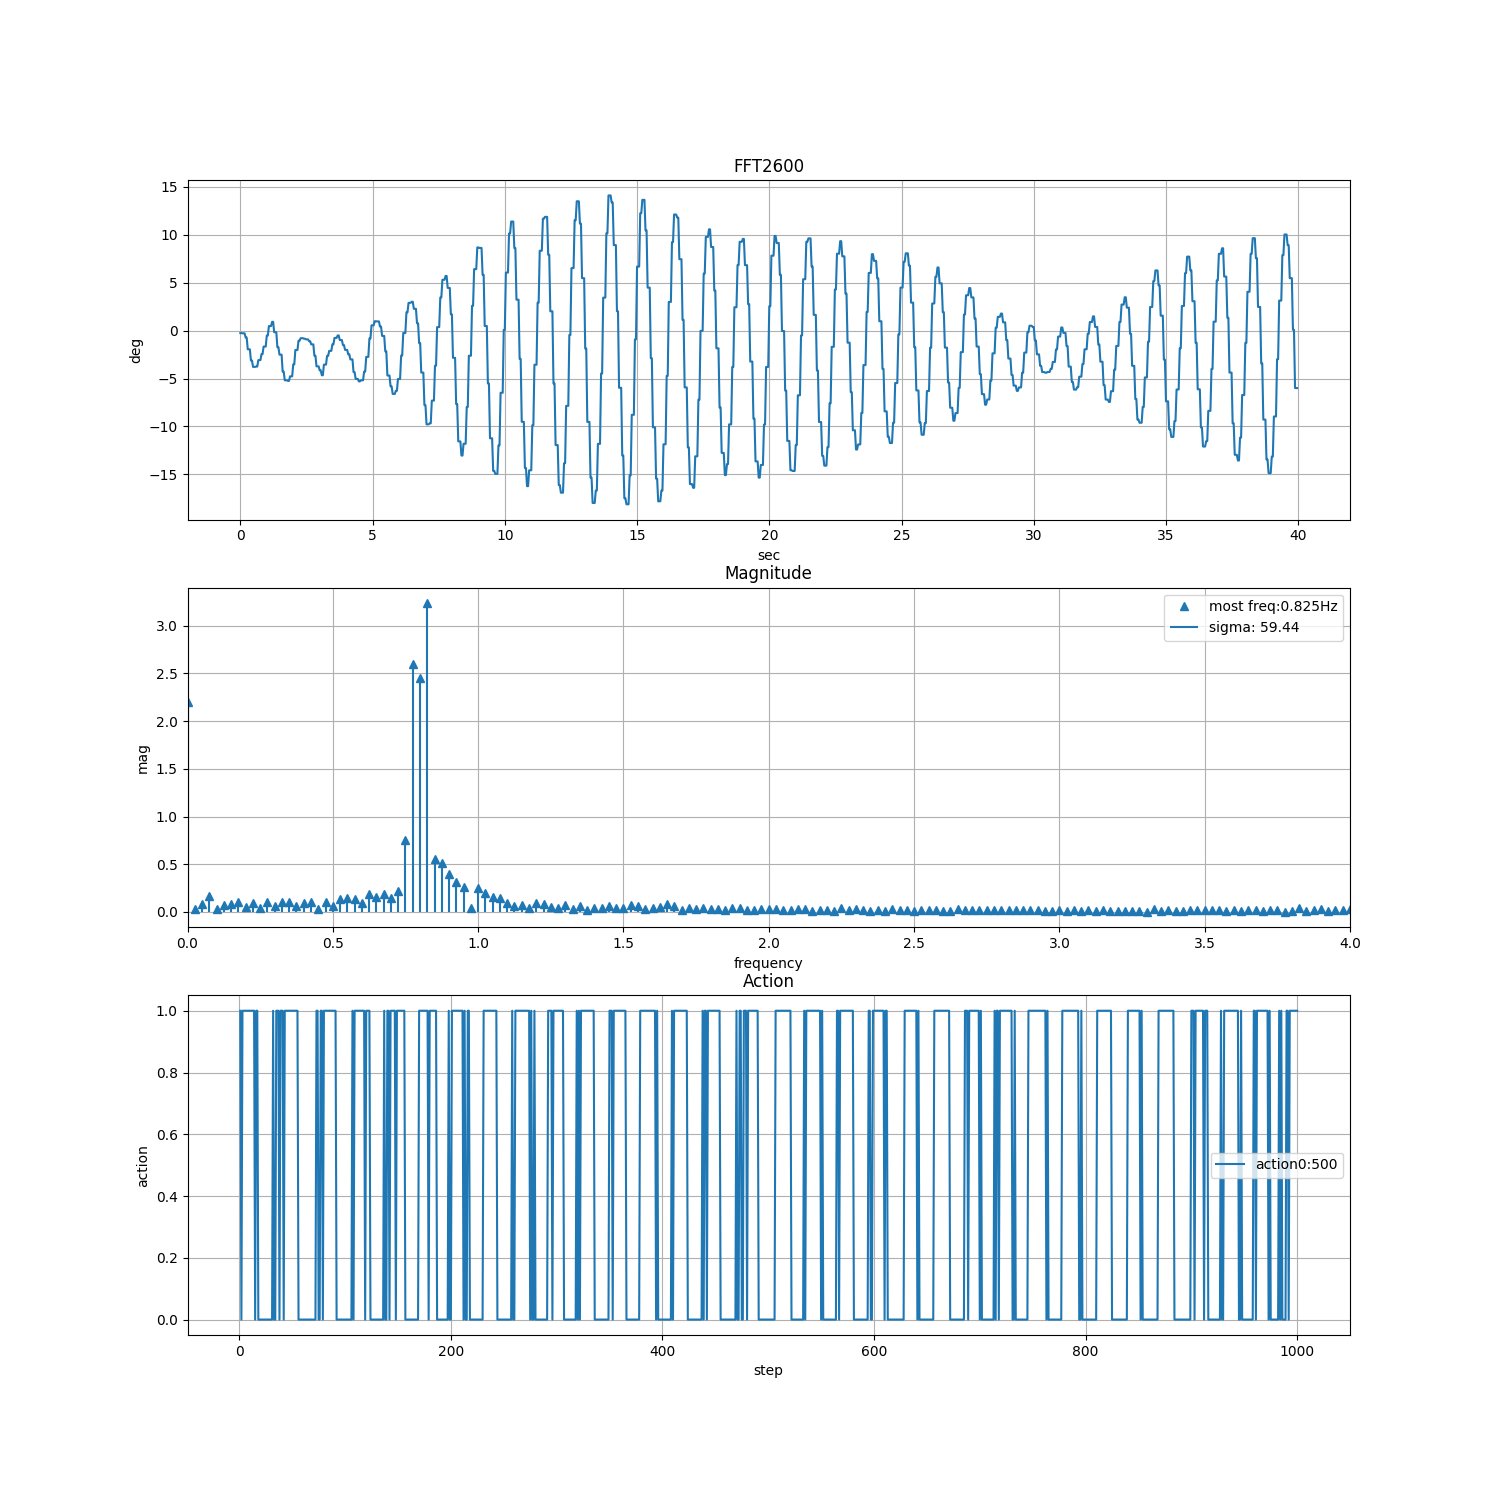 FFT2600
15
10
5
0
−5
−10
−15
deg
0 5 10 15 20 25 30 35 40
sec
Magnitude
most freq:0.825Hz
sigma: 59.44
3.0
2.5
2.0
1.5
1.0
0.5
0.0
mag
0.0 0.5 1.0 1.5 2.0 2.5 3.0 3.5 4.0
frequency
Action
1.0
0.8
0.6
0.4
0.2
0.0
action
action0:500
0 200 400 600 800 1000
step